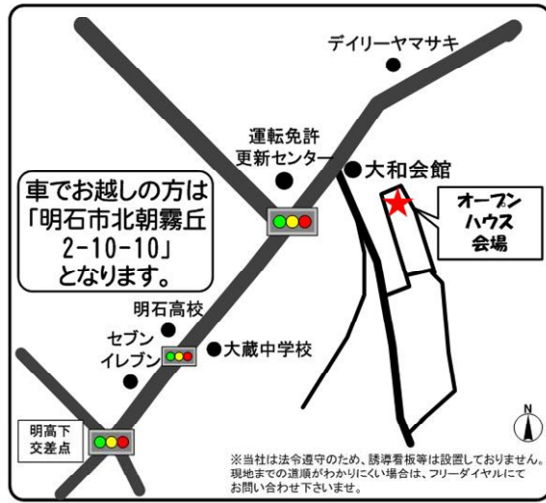 デイリーヤマザキ
運転免許
更新センター
大和会館
車でお越しの方は
「明石市北朝霧丘
2-10-10」
となります。
オープン
ハウス
会場
明石高校
セブン
イレブン
大蔵中学校
明高下
交差点
N
※当社は法令遵守のため、誘導看板等は設置しておりません。
現地までの道順がわかりにくい場合は、フリーダイヤルにて
お問い合わせ下さいませ。